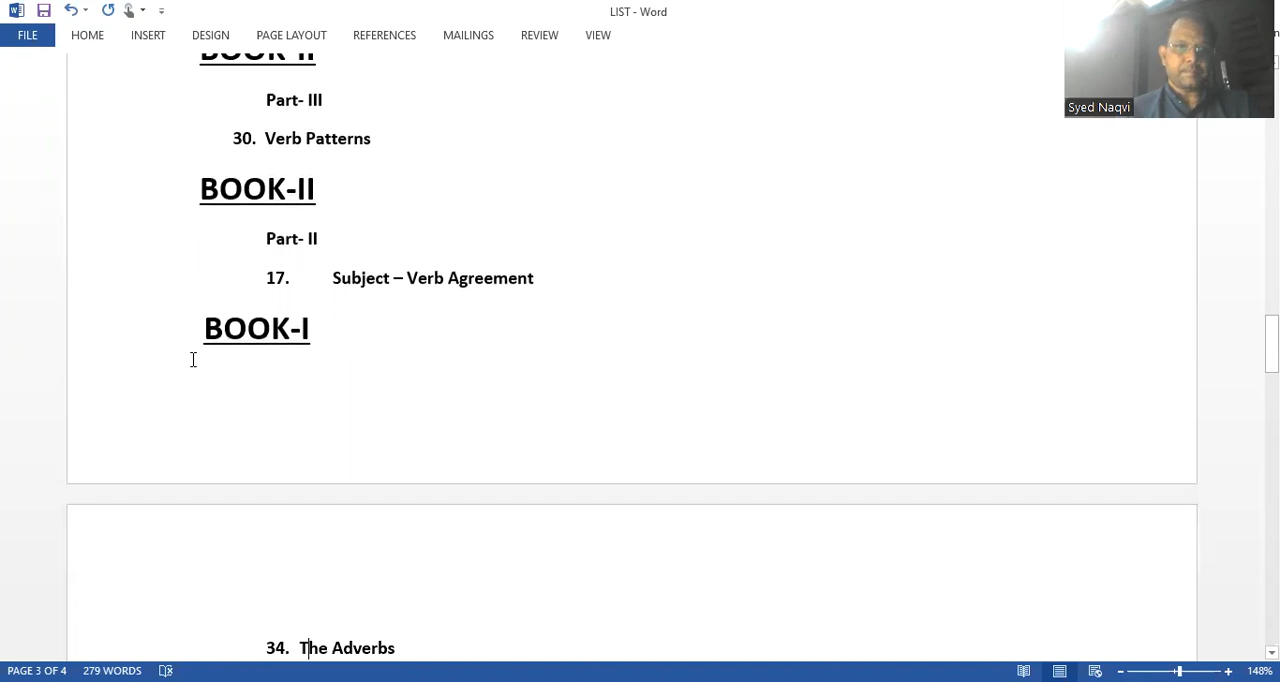 LIST - Word
FILE HOME INSERT DESIGN PAGE LAYOUT REFERENCES MAILINGS REVIEW VIEW
Syed Naqvi
BOOK-II
Part- III
30. Verb Patterns
BOOK-II
Part- II
17. Subject – Verb Agreement
BOOK-I
34. The Adverbs
PAGE 3 OF 4 279 WORDS 148%